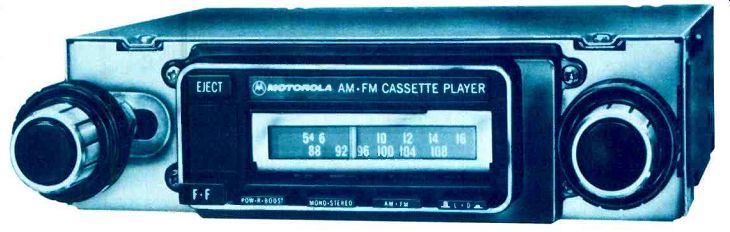 EJECT
MOTOROLA AM•FM CASSETTE PLAYER
54 6 10 12 14 16
88 92 96 100 104 108
F•F
POW-R-BOOST MONO-STEREO AM•FM L•D